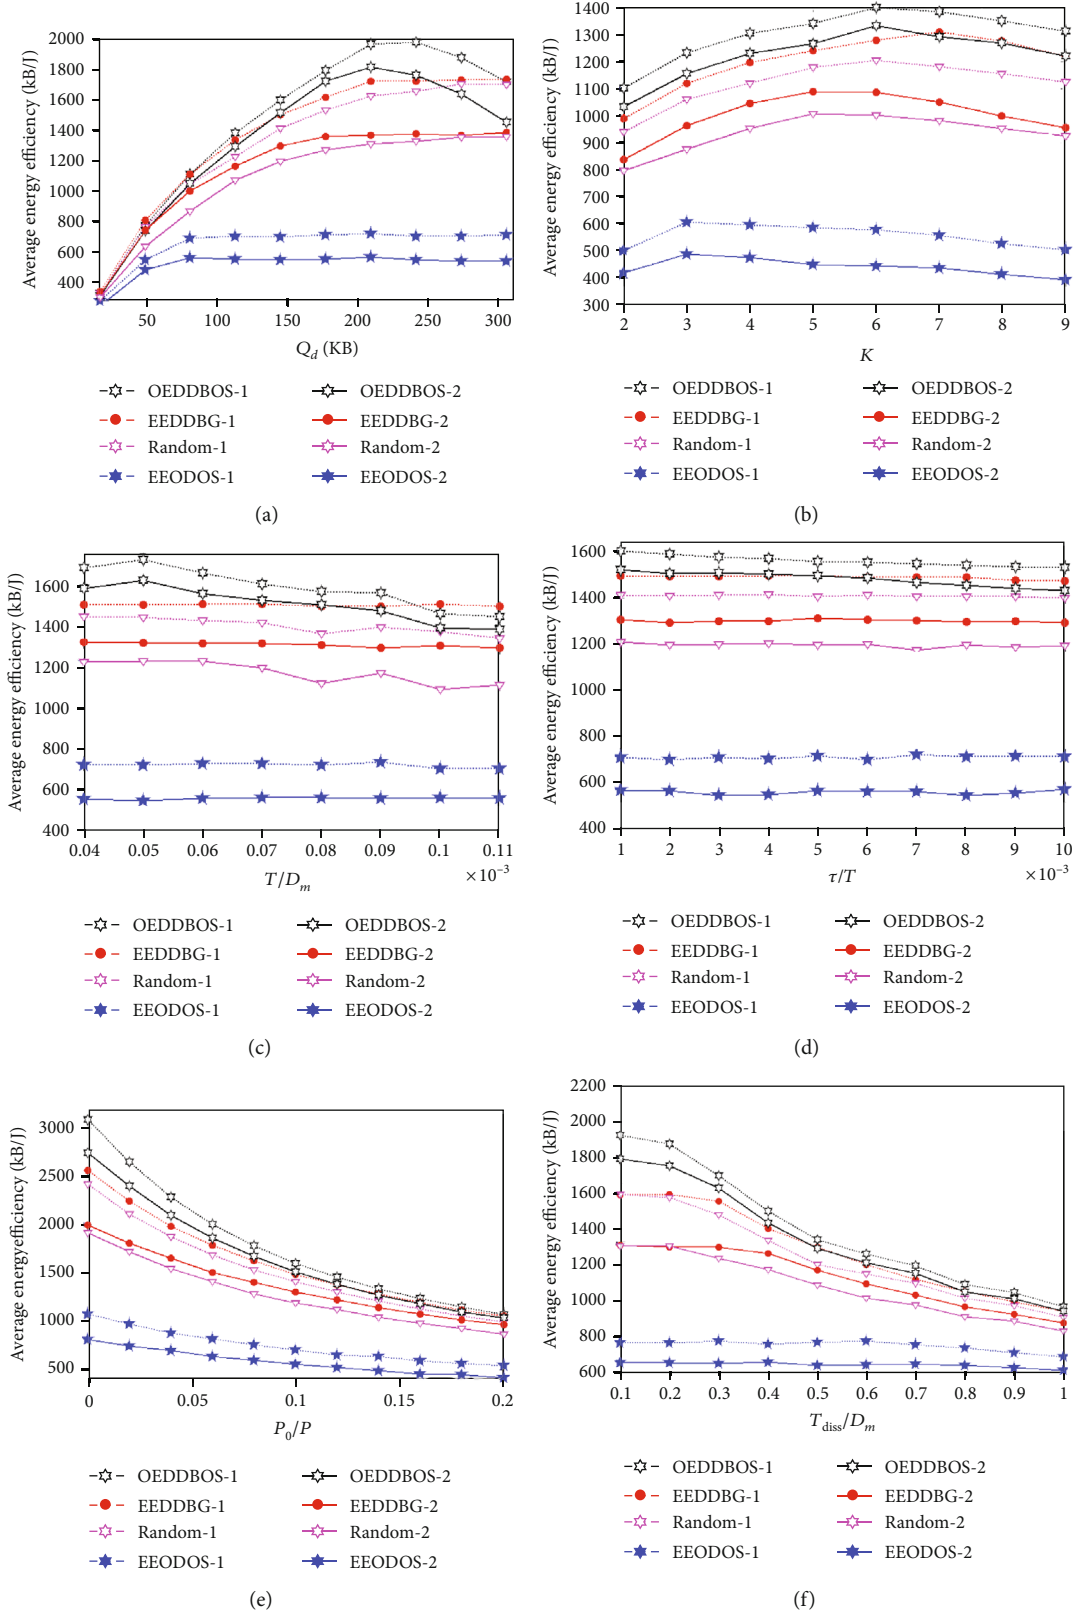 Average energy efficiency (kB/J)
2000
1800
1600
1400
1200
1000
800
600
400
50 100 150 200 250 300
Q_d (KB)
OEDDBOS-1 OEDDBOS-2
EEDDBG-1 EEDDBG-2
Random-1 Random-2
EEODOS-1 EEODOS-2
(a)
Average energy efficiency (kB/J)
1400
1300
1200
1100
1000
900
800
700
600
500
400
300
2 3 4 5 6 7 8 9
K
OEDDBOS-1 OEDDBOS-2
EEDDBG-1 EEDDBG-2
Random-1 Random-2
EEODOS-1 EEODOS-2
(b)
Average energy efficiency (kB/J)
1600
1400
1200
1000
800
600
400
0.04 0.05 0.06 0.07 0.08 0.09 0.1 0.11
T/D_m ×10⁻³
OEDDBOS-1 OEDDBOS-2
EEDDBG-1 EEDDBG-2
Random-1 Random-2
EEODOS-1 EEODOS-2
(c)
Average energy efficiency (kB/J)
1600
1400
1200
1000
800
600
400
1 2 3 4 5 6 7 8 9 10
τ/T ×10⁻³
OEDDBOS-1 OEDDBOS-2
EEDDBG-1 EEDDBG-2
Random-1 Random-2
EEODOS-1 EEODOS-2
(d)
Average energyefficiency (kB/J)
3000
2500
2000
1500
1000
500
0 0.05 0.1 0.15 0.2
P₀/P
OEDDBOS-1 OEDDBOS-2
EEDDBG-1 EEDDBG-2
Random-1 Random-2
EEODOS-1 EEODOS-2
(e)
Average energy efficiency (kB/J)
2200
2000
1800
1600
1400
1200
1000
800
600
0.1 0.2 0.3 0.4 0.5 0.6 0.7 0.8 0.9 1
T_diss/D_m
OEDDBOS-1 OEDDBOS-2
EEDDBG-1 EEDDBG-2
Random-1 Random-2
EEODOS-1 EEODOS-2
(f)